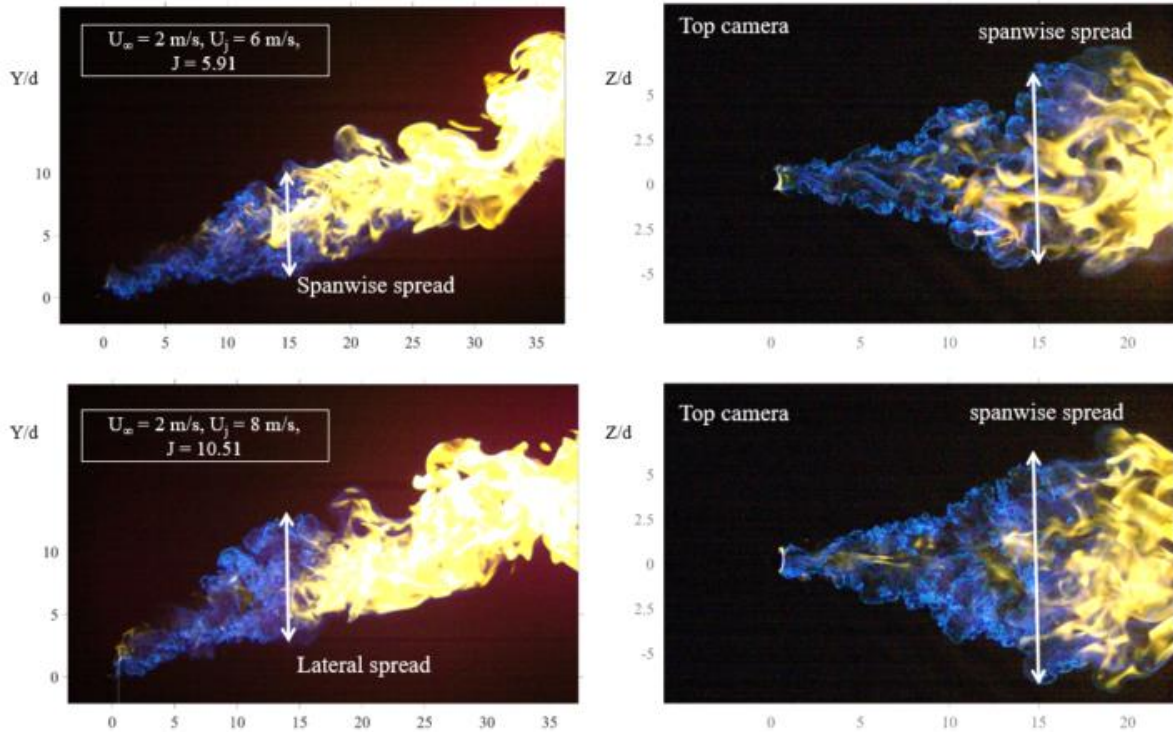 U∞ = 2 m/s, Uj = 6 m/s,
J = 5.91
Y/d
10
5
0
Spanwise spread
0 5 10 15 20 25 30 35
Top camera
spanwise spread
Z/d
5
2.5
0
-2.5
-5
0 5 10 15 20
U∞ = 2 m/s, Uj = 8 m/s,
J = 10.51
Y/d
10
5
0
Lateral spread
0 5 10 15 20 25 30 35
Top camera
spanwise spread
Z/d
5
2.5
0
2.5
-5
0 5 10 15 20